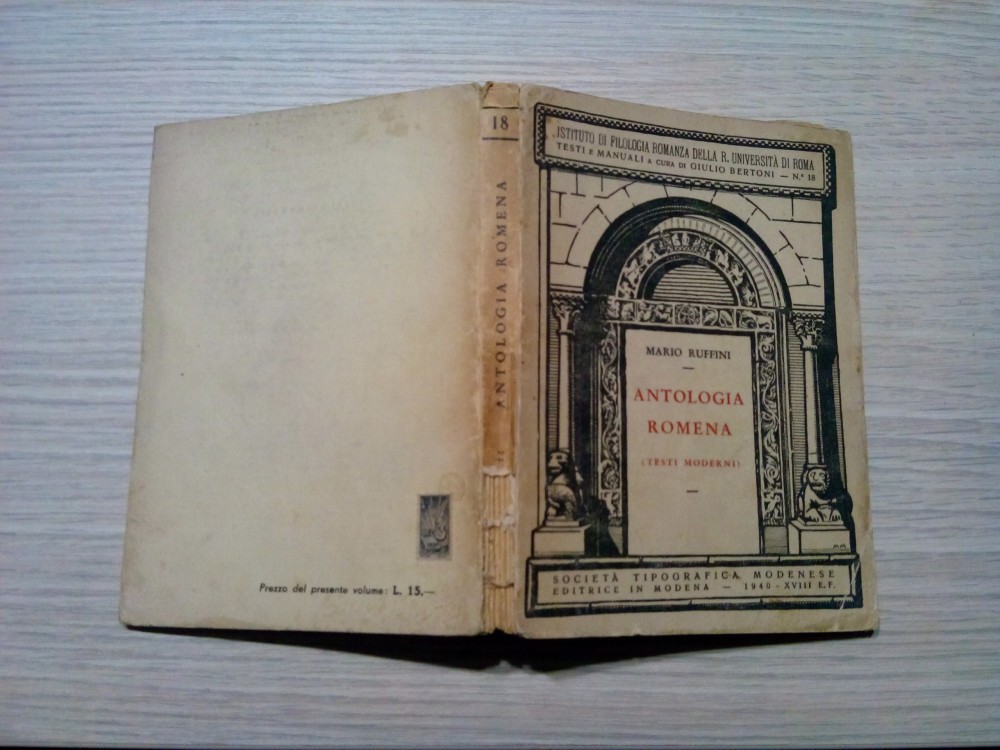 Prezzo del presente volume: L. 15,—
18
ANTOLOGIA ROMENA
ISTITUTO DI FILOLOGIA ROMANZA DELLA R. UNIVERSITÀ DI ROMA
TESTI E MANUALI A CURA DI GIULIO BERTONI — N.° 18
MARIO RUFFINI
ANTOLOGIA
ROMENA
(TESTI MODERNI)
SOCIETÀ TIPOGRAFICA MODENESE
EDITRICE IN MODENA — 1940 - XVIII E.F.